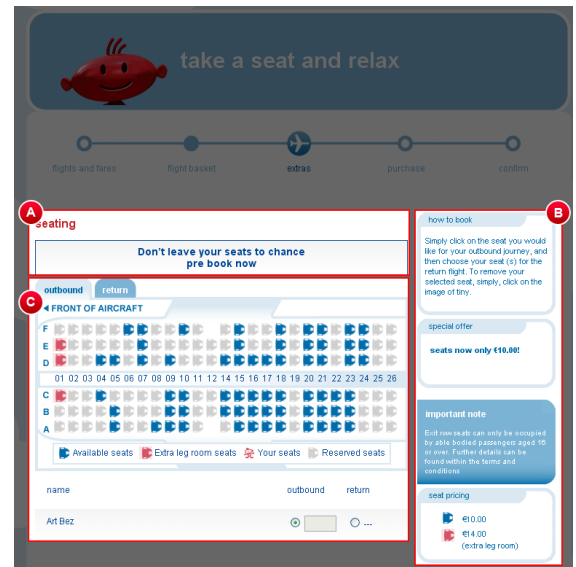 take a seat and relax
flights and fares
flight basket
extras
purchase
confirm
A
seating
Don't leave your seats to chance
pre book now
B
how to book
Simply click on the seat you would
like for your outbound journey, and
then choose your seat (s) for the
return flight. To remove your
selected seat, simply, click on the
image of tiny.
special offer
seats now only €10.00!
important note
Exit row seats can only be occupied
by able bodied passengers aged 16
or over. Further details can be
found within the terms and
conditions
seat pricing
€10.00
€14.00
(extra leg room)
C
outbound
return
FRONT OF AIRCRAFT
F
E
D
01 02 03 04 05 06 07 08 09 10 11 12 14 15 16 17 18 19 20 21 22 23 24 25 26
C
B
A
Available seats Extra leg room seats Your seats Reserved seats
name outbound return
Art Bez ...